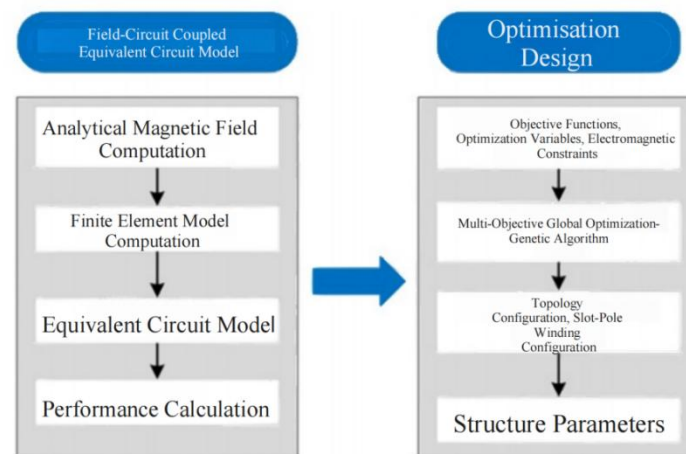 Field-Circuit Coupled
Equivalent Circuit Model
Analytical Magnetic Field
Computation
Finite Element Model
Computation
Equivalent Circuit Model
Performance Calculation
Optimisation
Design
Objective Functions,
Optimization Variables, Electromagnetic
Constraints
Multi-Objective Global Optimization-
Genetic Algorithm
Topology
Configuration, Slot-Pole
Winding
Configuration
Structure Parameters